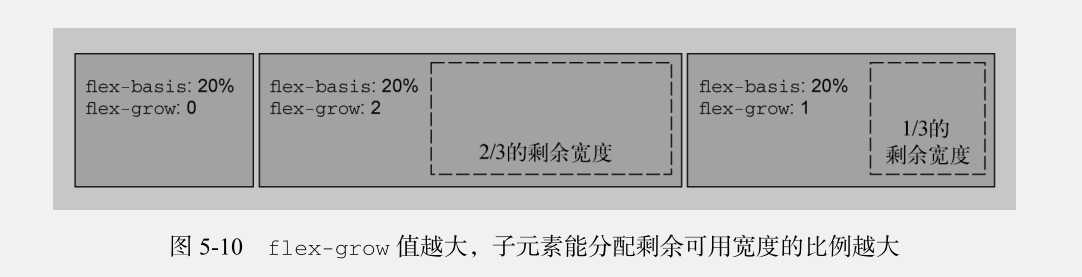 flex-basis: 20%
flex-grow: 0
flex-basis: 20%
flex-grow: 2
2/3的剩余宽度
flex-basis: 20%
flex-grow: 1
1/3的
剩余宽度
图 5-10 flex-grow 值越大，子元素能分配剩余可用宽度的比例越大